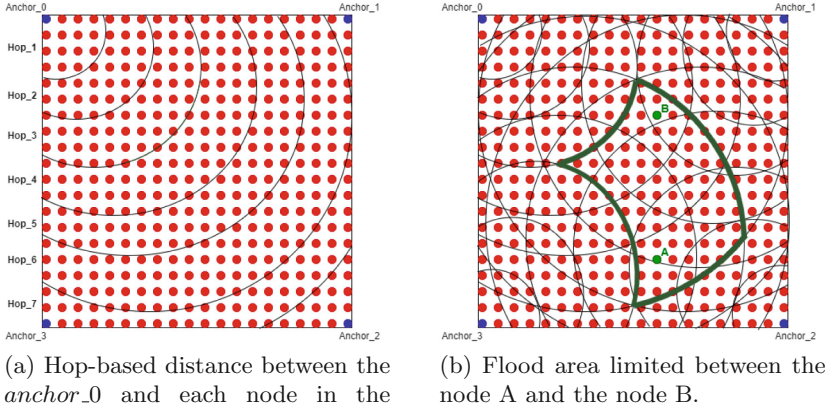 Anchor_0
Anchor_1
Hop_1
Hop_2
Hop_3
Hop_4
Hop_5
Hop_6
Hop_7
Anchor_3
Anchor_2
(a) Hop-based distance between the
anchor_0 and each node in the
Anchor_0
Anchor_1
B
A
Anchor_3
Anchor_2
(b) Flood area limited between the
node A and the node B.